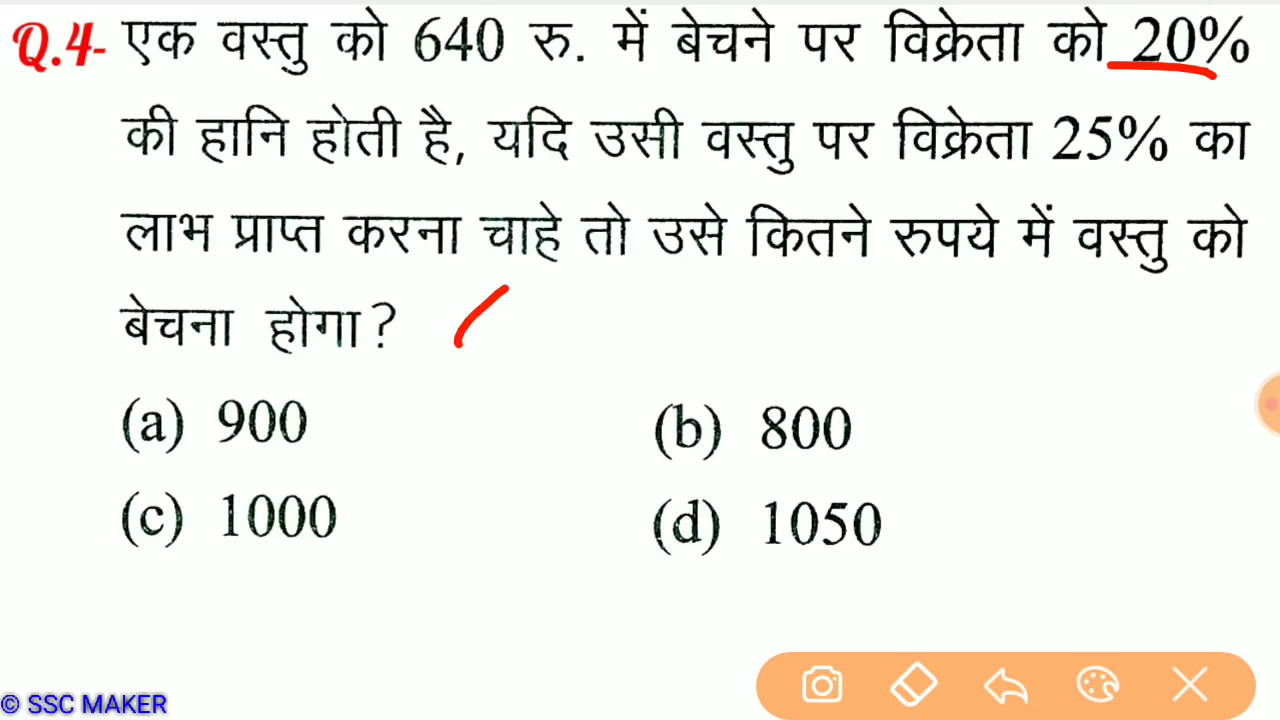 Q.4- एक वस्तु को 640 रु. में बेचने पर विक्रेता को 20%
की हानि होती है, यदि उसी वस्तु पर विक्रेता 25% का
लाभ प्राप्त करना चाहे तो उसे कितने रुपये में वस्तु को
बेचना होगा?
(a) 900 (b) 800
(c) 1000 (d) 1050
© SSC MAKER